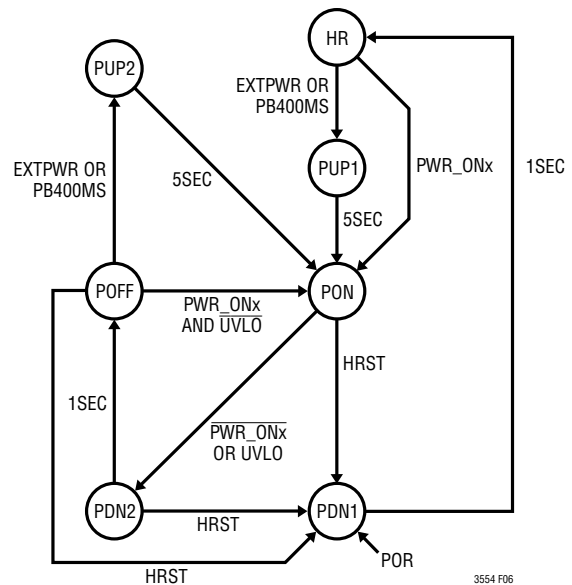 HR
PUP2
EXTPWR OR
PB400MS
EXTPWR OR
PB400MS
PUP1
PWR_ONx
1SEC
5SEC
5SEC
POFF
PON
PWR_ONx
AND UVLO
HRST
1SEC
PWR_ONx
OR UVLO
PDN2
HRST
PDN1
POR
HRST
3554 F06